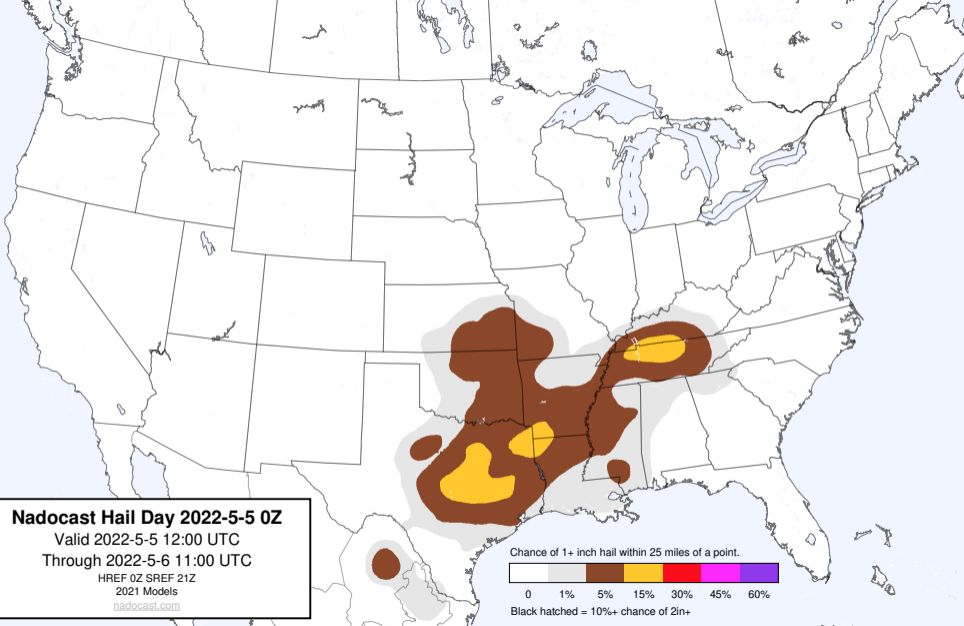 Nadocast Hail Day 2022-5-5 0Z
Valid 2022-5-5 12:00 UTC
Through 2022-5-6 11:00 UTC
HREF 0Z SREF 21Z
2021 Models
nadocast.com
Chance of 1+ inch hail within 25 miles of a point.
0 1% 5% 15% 30% 45% 60%
Black hatched = 10%+ chance of 2in+